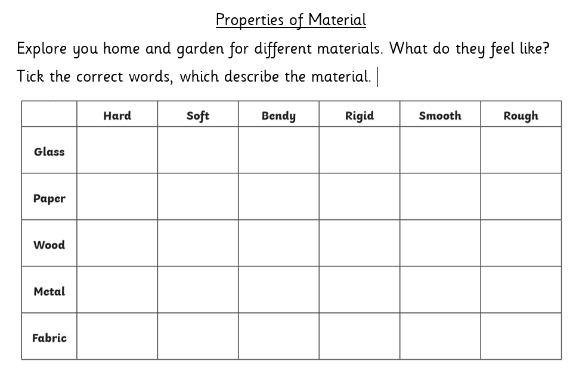 Properties of Material
Explore you home and garden for different materials. What do they feel like?
Tick the correct words, which describe the material.
Hard Soft Bendy Rigid Smooth Rough
Glass
Paper
Wood
Metal
Fabric